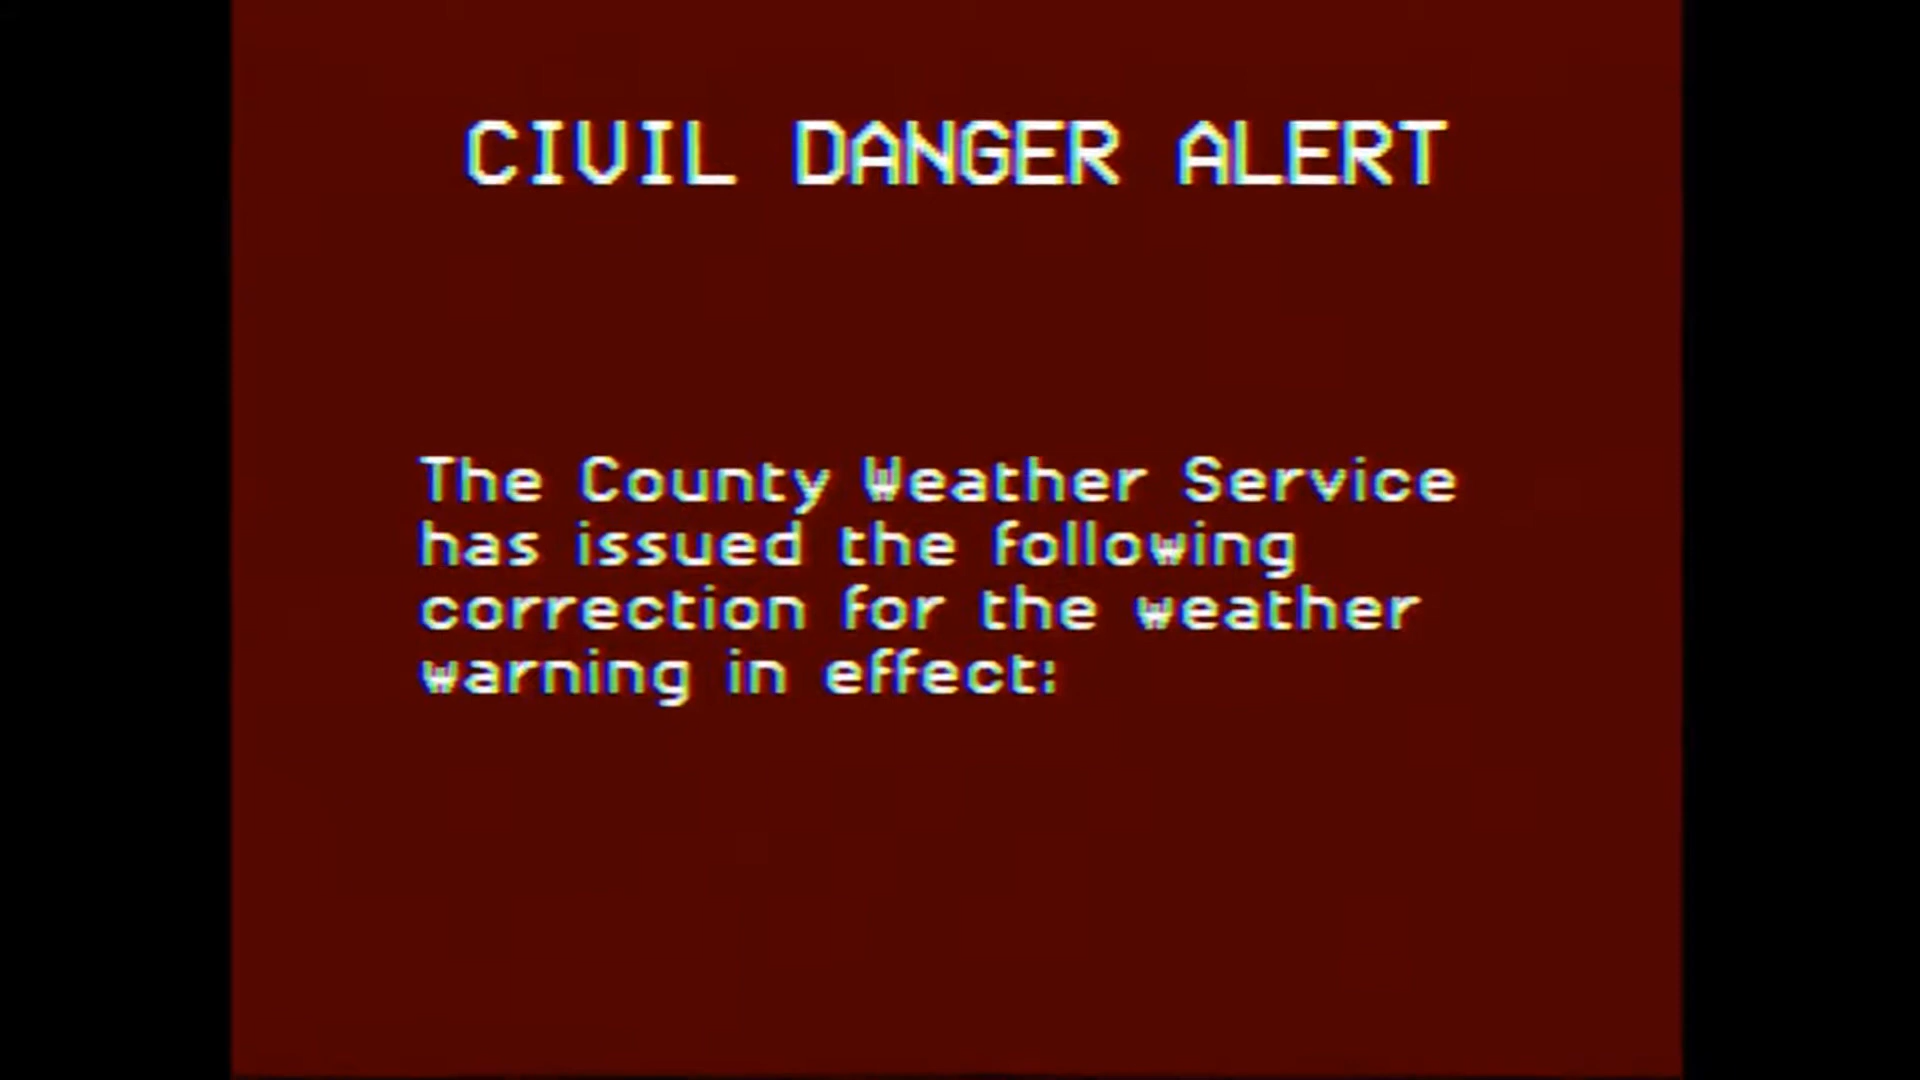 CIVIL DANGER ALERT
The County Weather Service
has issued the following
correction for the weather
warning in effect: